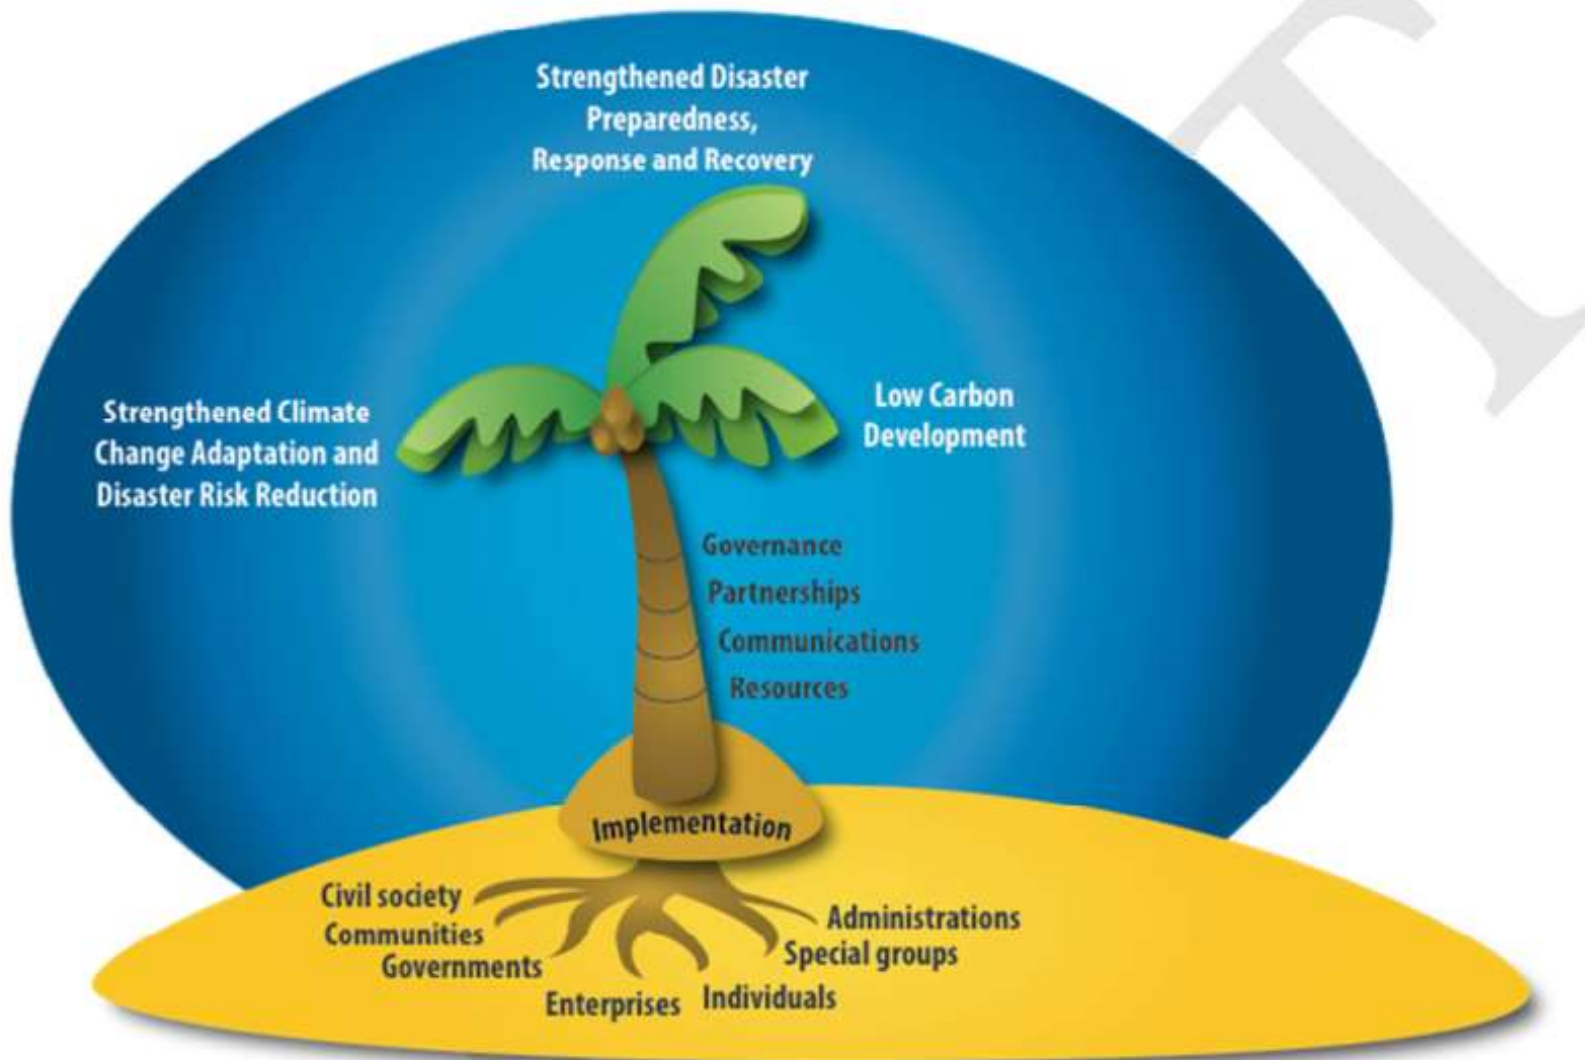 Strengthened Disaster
Preparedness,
Response and Recovery
Strengthened Climate
Change Adaptation and
Disaster Risk Reduction
Low Carbon
Development
Governance
Partnerships
Communications
Resources
Implementation
Civil society
Communities
Governments
Enterprises
Individuals
Special groups
Administrations
T